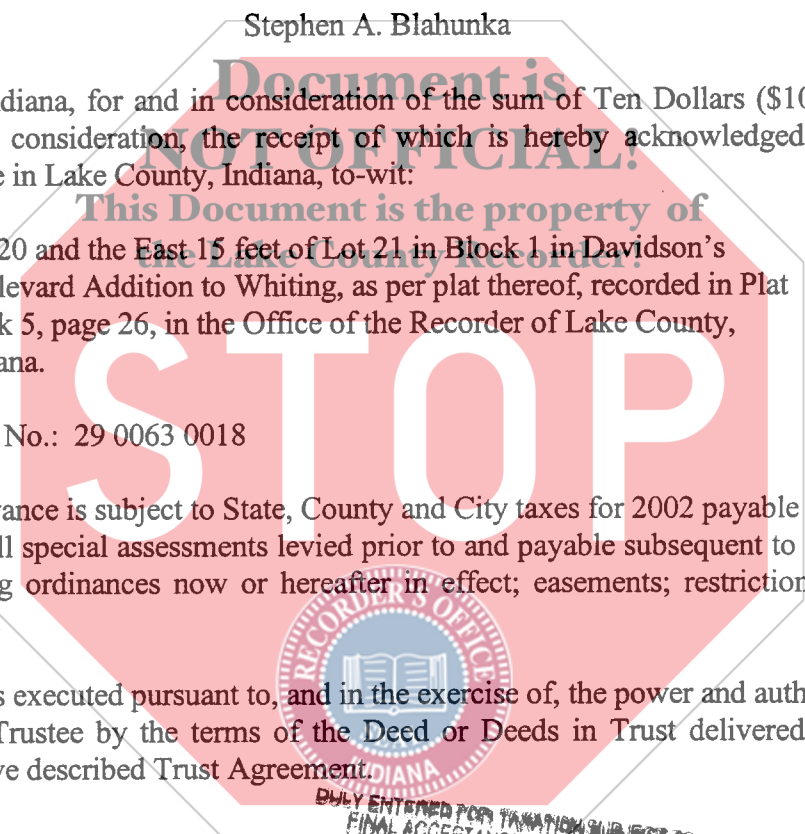 Stephen A. Blahunka
Document is
ndiana, for and in consideration of the sum of Ten Dollars ($10
NOT OFFICIAL!
consideration, the receipt of which is hereby acknowledged
e in Lake County, Indiana, to-wit:
This Document is the property of
20 and the East 15 feet of Lot 21 in Block 1 in Davidson's
the Lake County Recorder!
levard Addition to Whiting, as per plat thereof, recorded in Plat
k 5, page 26, in the Office of the Recorder of Lake County,
ana.
STOP
No.: 29 0063 0018
ance is subject to State, County and City taxes for 2002 payable
ll special assessments levied prior to and payable subsequent to
g ordinances now or hereafter in effect; easements; restriction
RECORDER'S OFFICE
s executed pursuant to, and in the exercise of, the power and auth
Trustee by the terms of the Deed or Deeds in Trust delivered
ve described Trust Agreement.
SEAL
INDIANA
DULY ENTERED FOR TAXATION SUBJECT TO
FINAL ACCEPTANCE